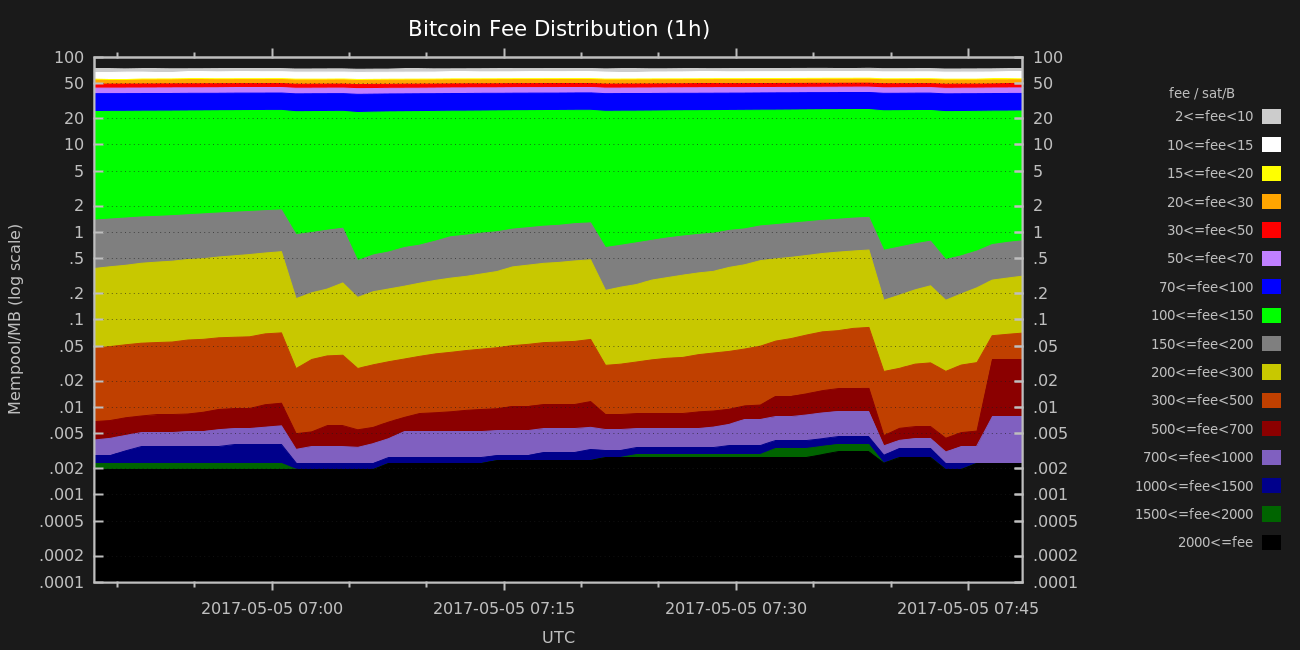 Bitcoin Fee Distribution (1h)
Mempool/MB (log scale)
100
50
20
10
5
2
1
.5
.2
.1
.05
.02
.01
.005
.002
.001
.0005
.0002
.0001
100
50
20
10
5
2
1
.5
.2
.1
.05
.02
.01
.005
.002
.001
.0005
.0002
.0001
2017-05-05 07:00
2017-05-05 07:15
2017-05-05 07:30
2017-05-05 07:45
UTC
fee / sat/B
2<=fee<10
10<=fee<15
15<=fee<20
20<=fee<30
30<=fee<50
50<=fee<70
70<=fee<100
100<=fee<150
150<=fee<200
200<=fee<300
300<=fee<500
500<=fee<700
700<=fee<1000
1000<=fee<1500
1500<=fee<2000
2000<=fee